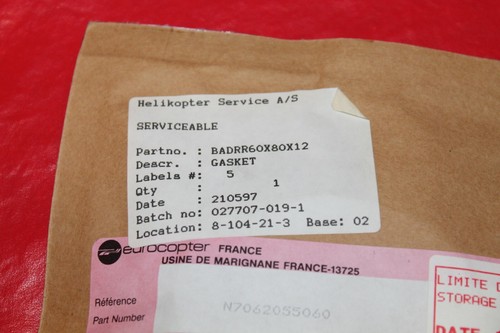 Helikopter Service A/S
SERVICEABLE
Partno. : BADRR60X80X12
Descr. : GASKET
Labels #: 5
Qty : 1
Date : 210597
Batch no: 027707-019-1
Location: 8-104-21-3 Base: 02
eurocopter FRANCE
USINE DE MARIGNANE FRANCE-13725
Référence
Part Number
N7062055060
LIMITE D
STORAGE
DATE